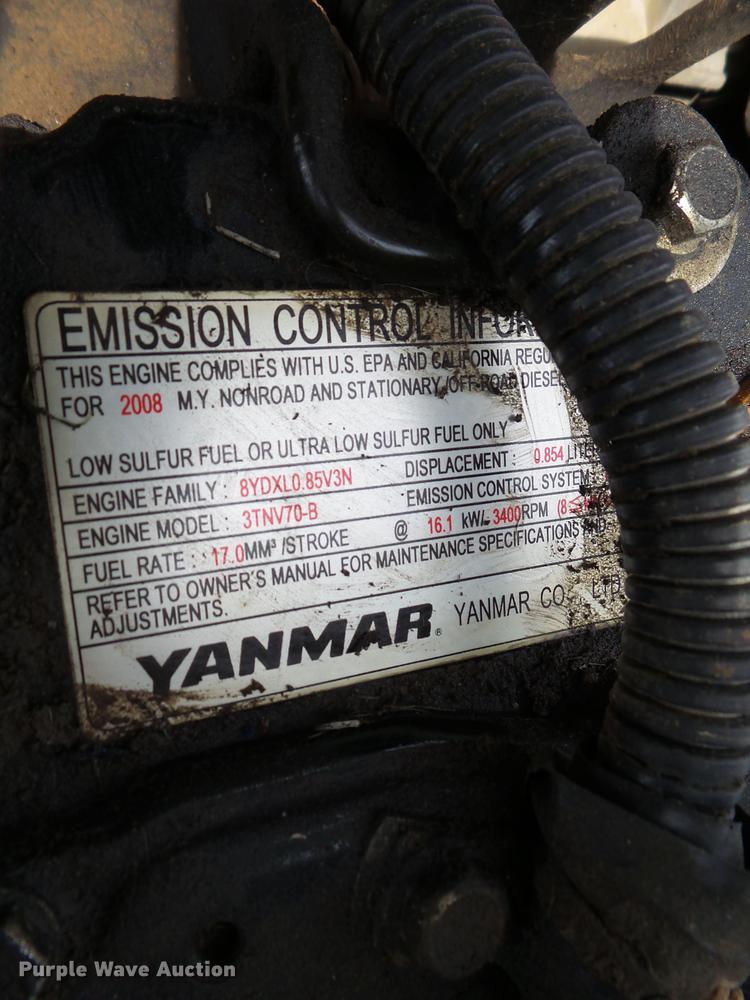 EMISSION CONTROL
THIS ENGINE COMPLIES WITH U.S. EPA AND CALIFORNIA REGU
FOR 2008 M.Y. NONROAD AND STATIONARY /OFF-ROAD DIESE
LOW SULFUR FUEL OR ULTRA LOW SULFUR FUEL ONLY
ENGINE FAMILY : 8YDXL0.85V3N DISPLACEMENT : 0.854 LITE
ENGINE MODEL : 3TNV70-B EMISSION CONTROL SYSTEM :
FUEL RATE : 17.0MM³ /STROKE @ 16.1 kW/ 3400RPM (8≤
REFER TO OWNER'S MANUAL FOR MAINTENANCE SPECIFICATIONS AND
ADJUSTMENTS.
YANMAR® YANMAR CO., LTD.
Purple Wave Auction